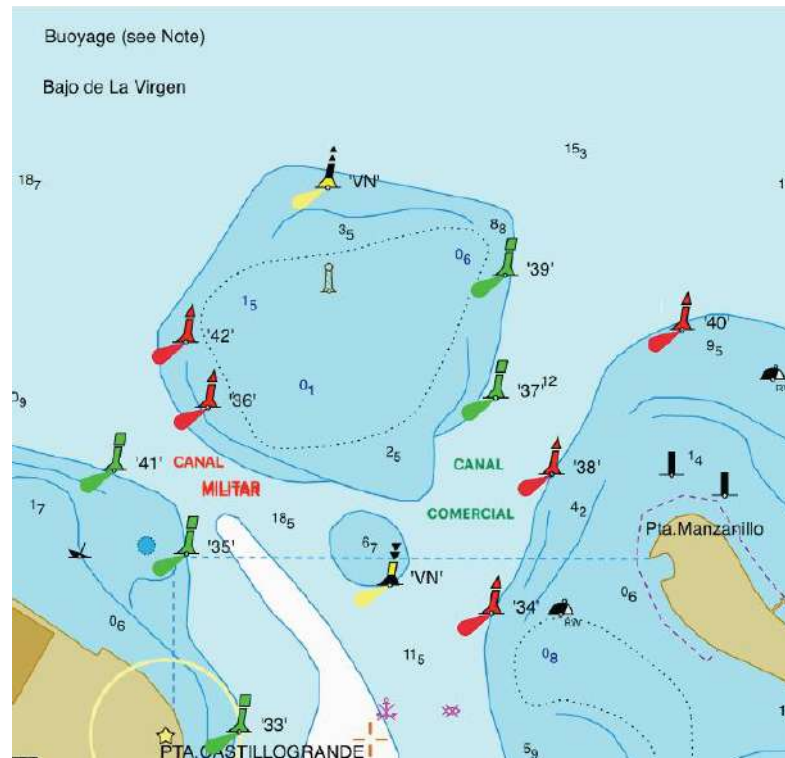 Buoyage (see Note)
Bajo de La Virgen
15₃
18₇
'VN'
8₈
3₅
0₆
'39'
1₅
'42'
'40'
9₅
0₁
'37'
12
0₉
'36'
2₅
'41'
CANAL
MILITAR
CANAL
COMERCIAL
'38'
1₄
1₇
18₅
4₂
Pta.Manzanillo
'35'
6₇
'VN'
0₆
'34'
RW
0₆
11₅
0₈
'33'
PTA.CASTILLOGRANDE
5₉